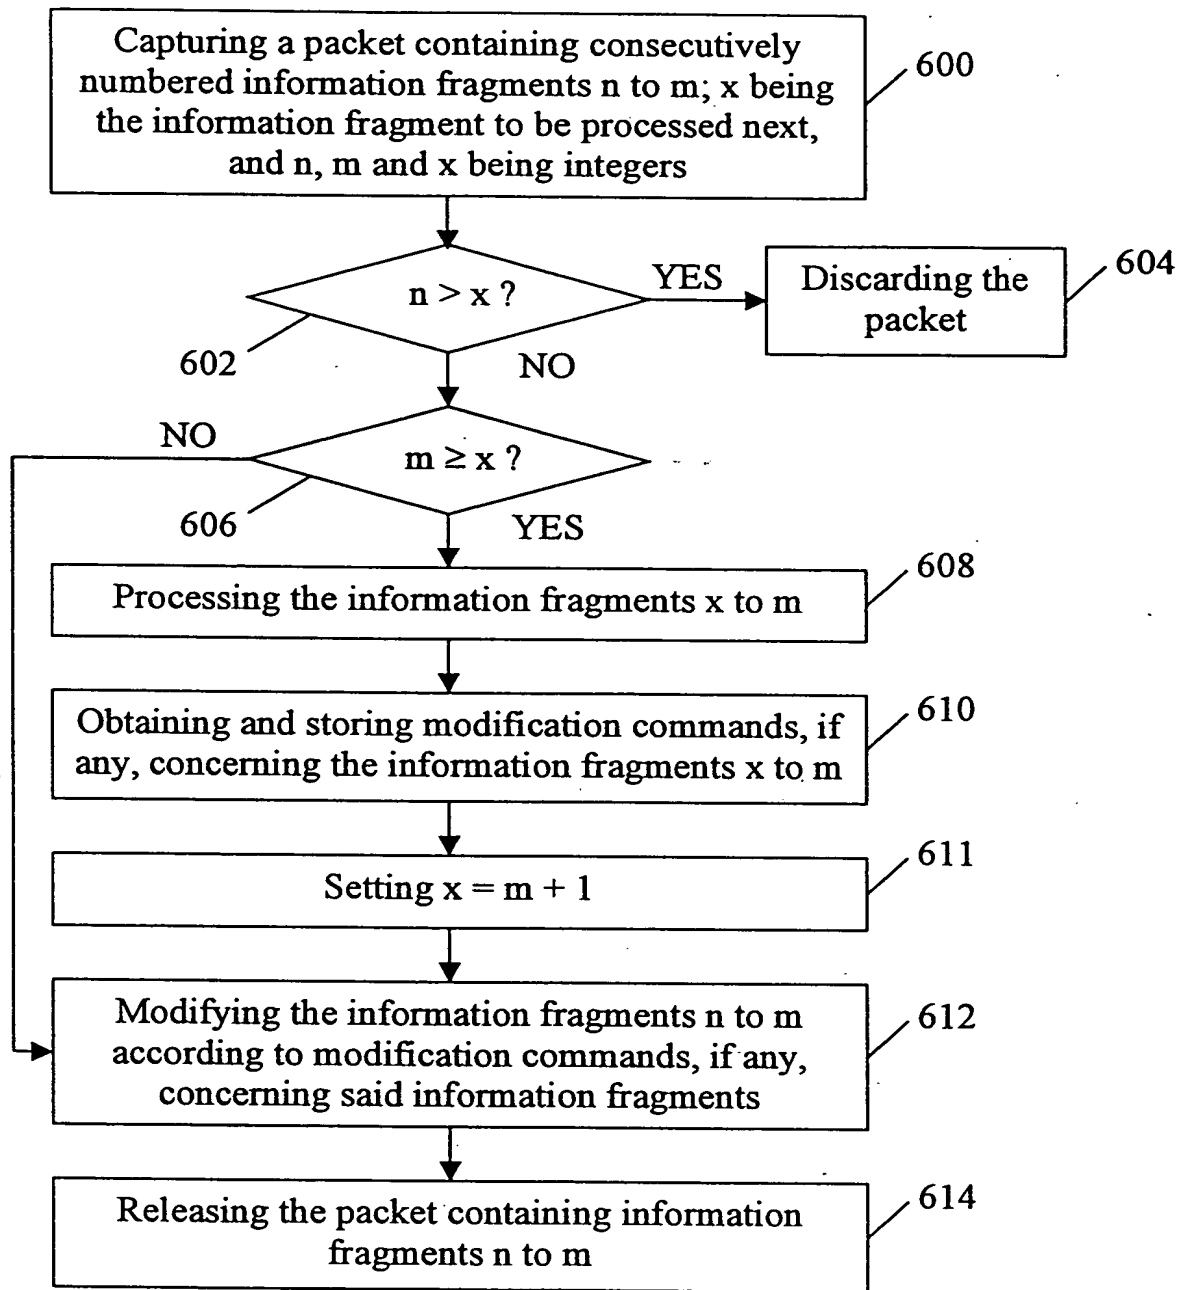 Capturing a packet containing consecutively
numbered information fragments n to m; x being
the information fragment to be processed next,
and n, m and x being integers
600
n > x ?
YES
Discarding the
packet
604
602
NO
NO
m ≥ x ?
606
YES
608
Processing the information fragments x to m
610
Obtaining and storing modification commands, if
any, concerning the information fragments x to m
611
Setting x = m + 1
Modifying the information fragments n to m
according to modification commands, if any,
concerning said information fragments
612
Releasing the packet containing information
fragments n to m
614